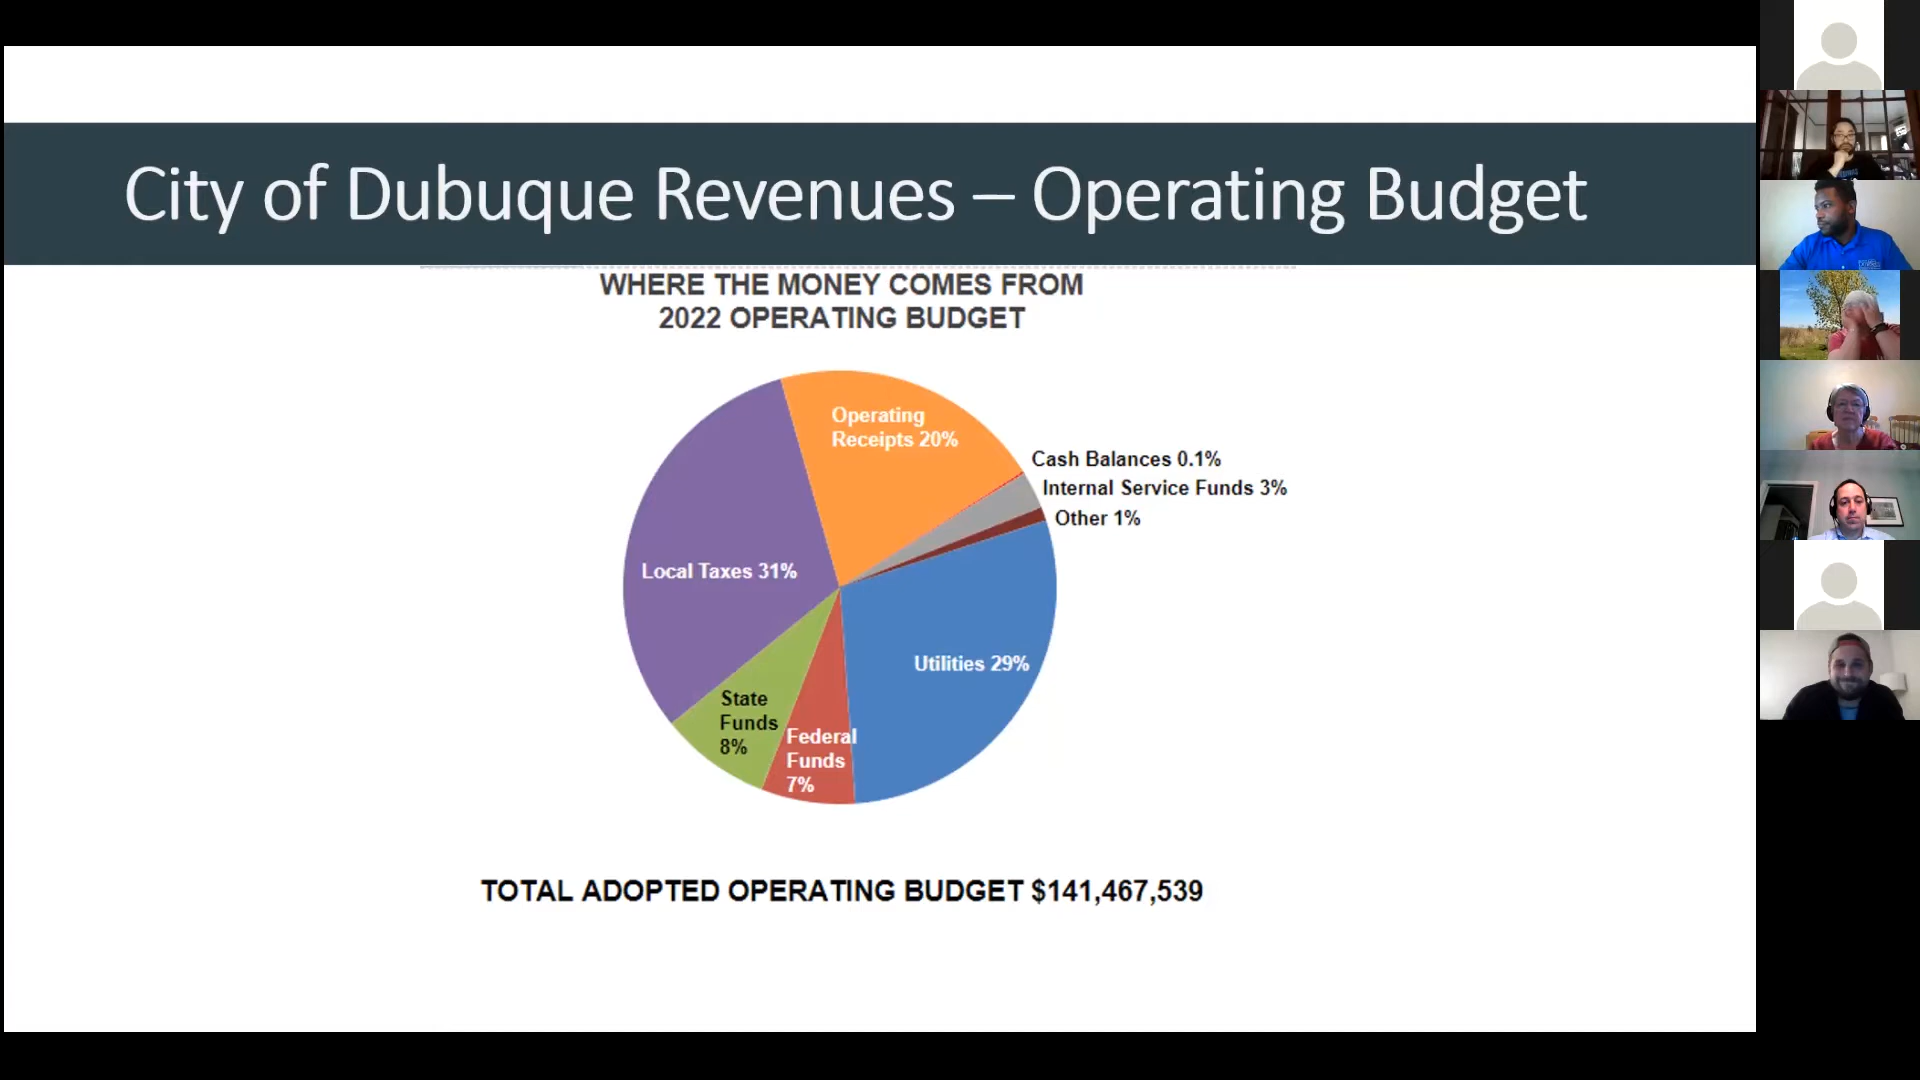 City of Dubuque Revenues – Operating Budget
WHERE THE MONEY COMES FROM
2022 OPERATING BUDGET
Operating
Receipts 20%
Cash Balances 0.1%
Internal Service Funds 3%
Other 1%
Local Taxes 31%
Utilities 29%
State
Funds
8%
Federal
Funds
7%
TOTAL ADOPTED OPERATING BUDGET $141,467,539